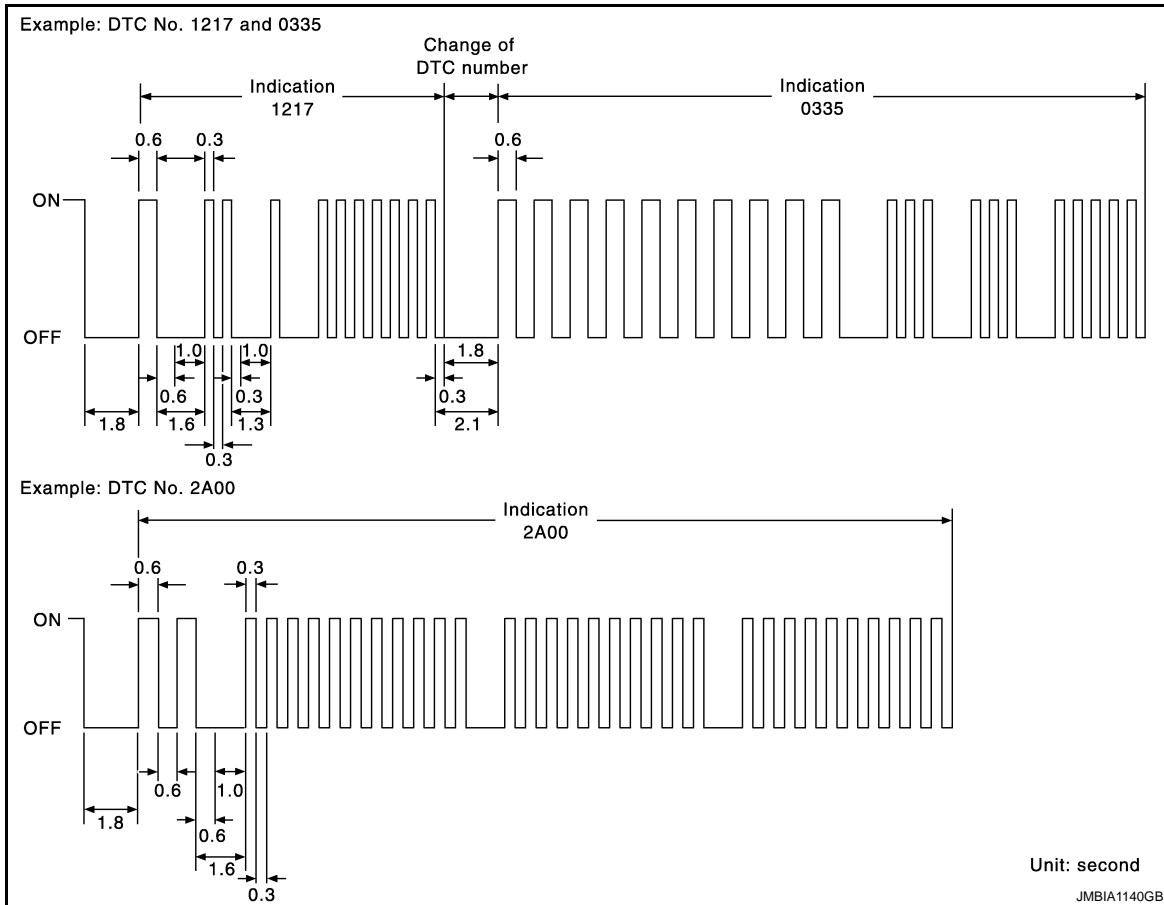 Example: DTC No. 1217 and 0335
Change of
DTC number
Indication
1217
Indication
0335
0.6
0.3
0.6
ON
OFF
1.0
1.0
1.8
0.6
0.3
0.3
1.8
1.6
1.3
2.1
0.3
Example: DTC No. 2A00
Indication
2A00
0.6
0.3
ON
OFF
0.6
1.0
1.8
0.6
1.6
0.3
Unit: second
JMBIA1140GB